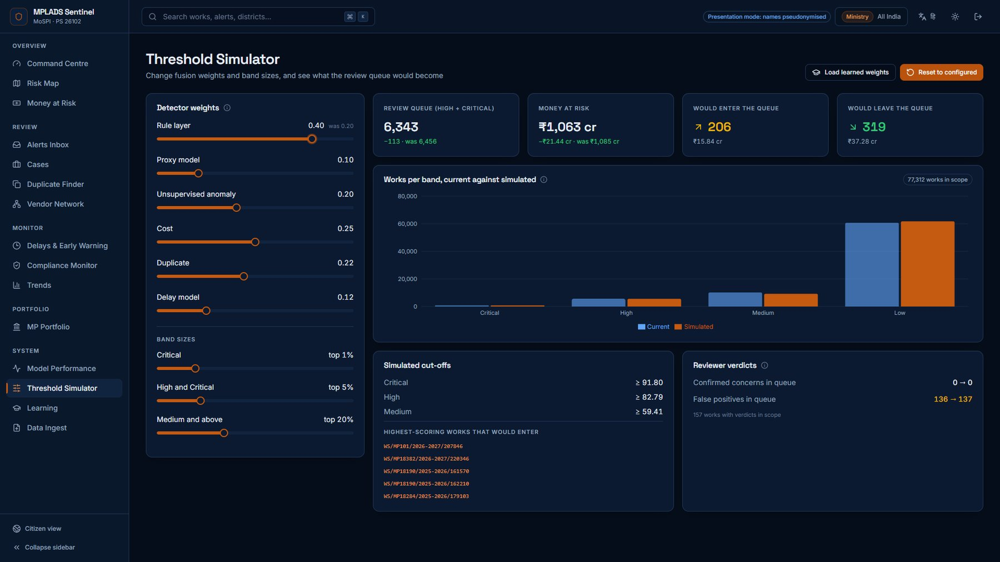 MPLADS Sentinel
MoSPI · PS 26102
Search works, alerts, districts...
⌘ K
Presentation mode: names pseudonymised
Ministry All India
हि
OVERVIEW
Command Centre
Risk Map
Money at Risk
REVIEW
Alerts Inbox
Cases
Duplicate Finder
Vendor Network
MONITOR
Delays & Early Warning
Compliance Monitor
Trends
PORTFOLIO
MP Portfolio
SYSTEM
Model Performance
Threshold Simulator
Learning
Data Ingest
Citizen view
Collapse sidebar
Threshold Simulator
Change fusion weights and band sizes, and see what the review queue would become
Load learned weights
Reset to configured
Detector weights
Rule layer 0.40 was 0.20
Proxy model 0.10
Unsupervised anomaly 0.20
Cost 0.25
Duplicate 0.22
Delay model 0.12
BAND SIZES
Critical top 1%
High and Critical top 5%
Medium and above top 20%
REVIEW QUEUE (HIGH + CRITICAL)
6,343
−113 · was 6,456
MONEY AT RISK
₹1,063 cr
−₹21.44 cr · was ₹1,085 cr
WOULD ENTER THE QUEUE
↗ 206
₹15.84 cr
WOULD LEAVE THE QUEUE
↘ 319
₹37.28 cr
Works per band, current against simulated
77,312 works in scope
80,000
60,000
40,000
20,000
0
Critical High Medium Low
Current Simulated
Simulated cut-offs
Critical ≥ 91.80
High ≥ 82.79
Medium ≥ 59.41
HIGHEST-SCORING WORKS THAT WOULD ENTER
WS/MP101/2026-2027/207846
WS/MP18382/2026-2027/220346
WS/MP18190/2025-2026/161570
WS/MP18190/2025-2026/162210
WS/MP18284/2025-2026/179103
Reviewer verdicts
Confirmed concerns in queue 0 → 0
False positives in queue 136 → 137
157 works with verdicts in scope